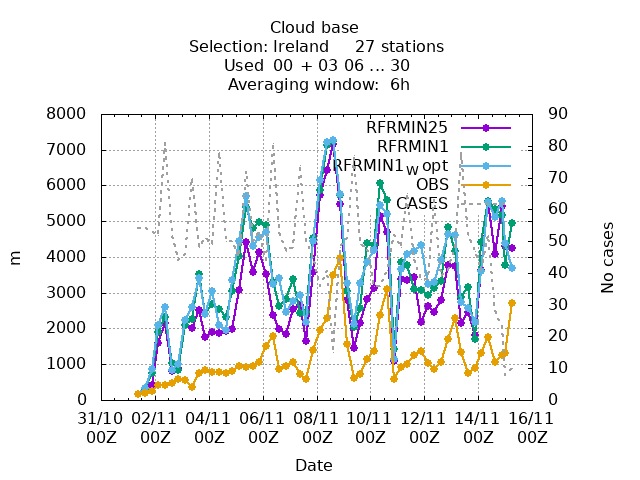 Cloud base
Selection: Ireland 27 stations
Used 00 + 03 06 ... 30
Averaging window: 6h
8000
7000
6000
5000
4000
3000
2000
1000
0
m
90
80
70
60
50
40
30
20
10
0
No cases
RFRMIN25
RFRMIN1
RFRMIN1_W opt
OBS
CASES
31/10 02/11 04/11 06/11 08/11 10/11 12/11 14/11 16/11
00Z 00Z 00Z 00Z 00Z 00Z 00Z 00Z 00Z
Date